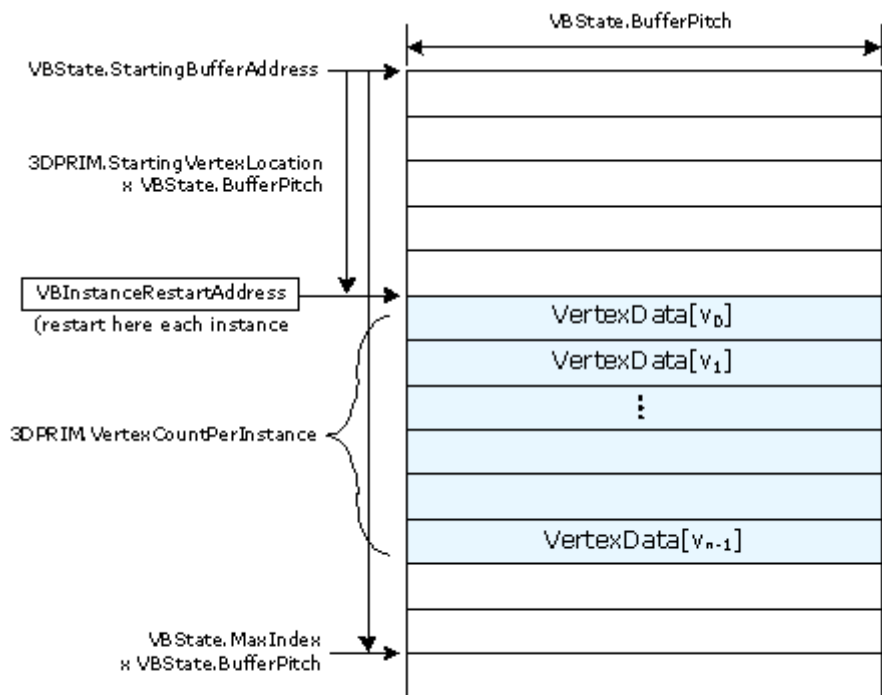 VBState.BufferPitch
VBState.StartingBufferAddress
3DPRIM.StartingVertexLocation
x VBState.BufferPitch
VBInstanceRestartAddress
(restart here each instance
VertexData[v₀]
VertexData[v₁]
⋮
3DPRIM.VertexCountPerInstance
VertexData[vₙ₋₁]
VBState.MaxIndex
x VBState.BufferPitch